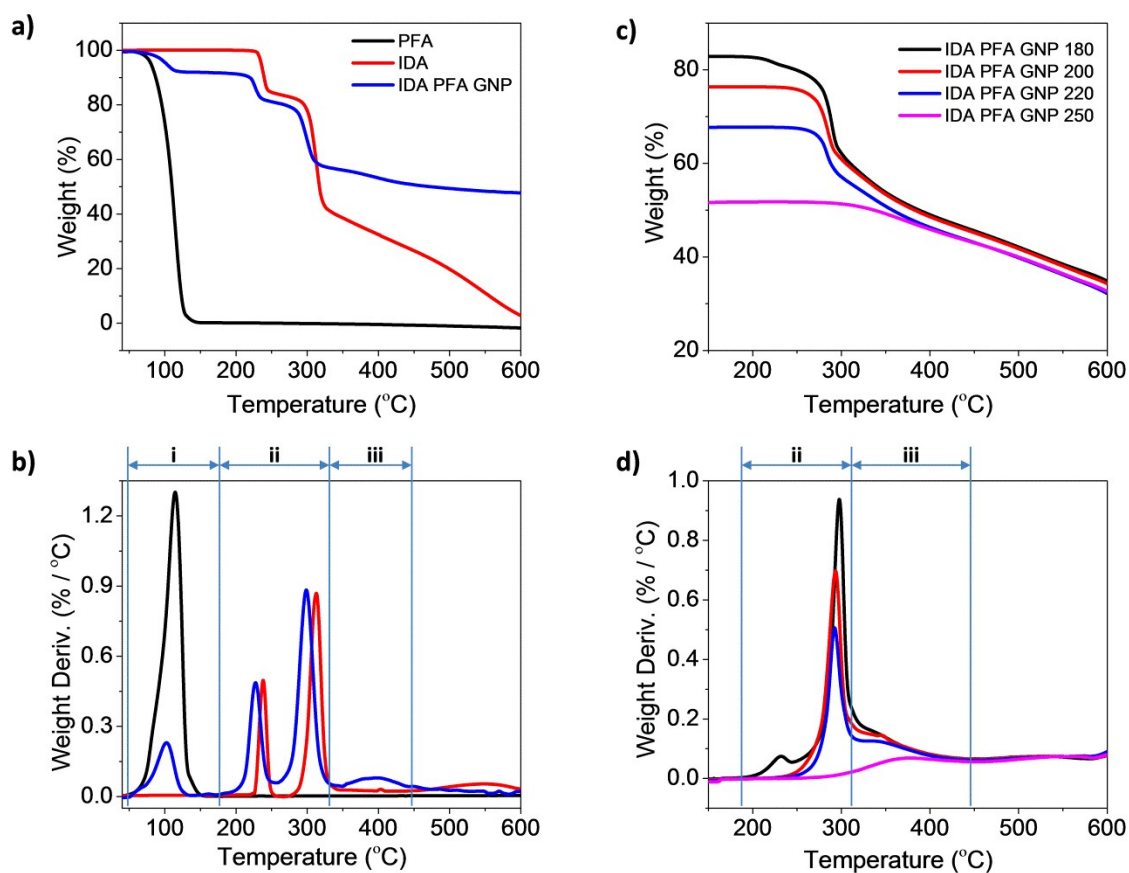 a)
PFA
IDA
IDA PFA GNP
100
80
60
40
20
0
Weight (%)
100 200 300 400 500 600
Temperature (°C)
c)
IDA PFA GNP 180
IDA PFA GNP 200
IDA PFA GNP 220
IDA PFA GNP 250
80
60
40
20
Weight (%)
200 300 400 500 600
Temperature (°C)
b)
i ii iii
1.2
0.9
0.6
0.3
0.0
Weight Deriv. (% / °C)
100 200 300 400 500 600
Temperature (°C)
d)
ii iii
1.0
0.8
0.6
0.4
0.2
0.0
Weight Deriv. (% / °C)
200 300 400 500 600
Temperature (°C)